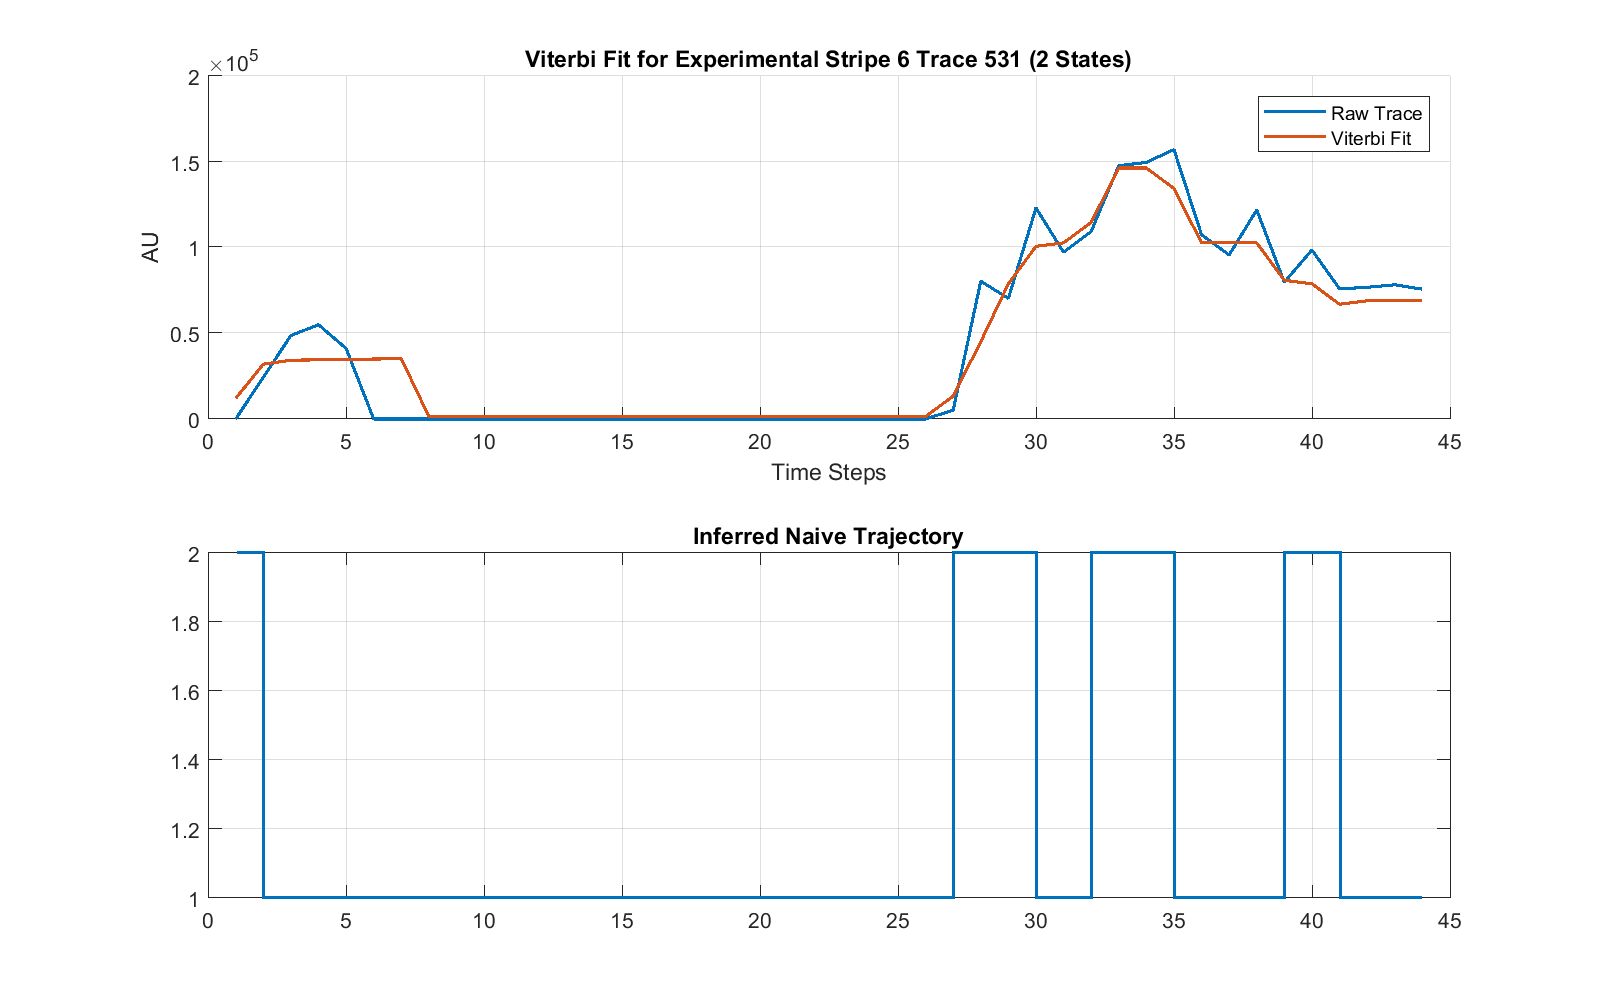 Viterbi Fit for Experimental Stripe 6 Trace 531 (2 States)
×10^5
2
1.5
1
0.5
0
AU
Raw Trace
Viterbi Fit
0 5 10 15 20 25 30 35 40 45
Time Steps
Inferred Naive Trajectory
2
1.8
1.6
1.4
1.2
1
0 5 10 15 20 25 30 35 40 45